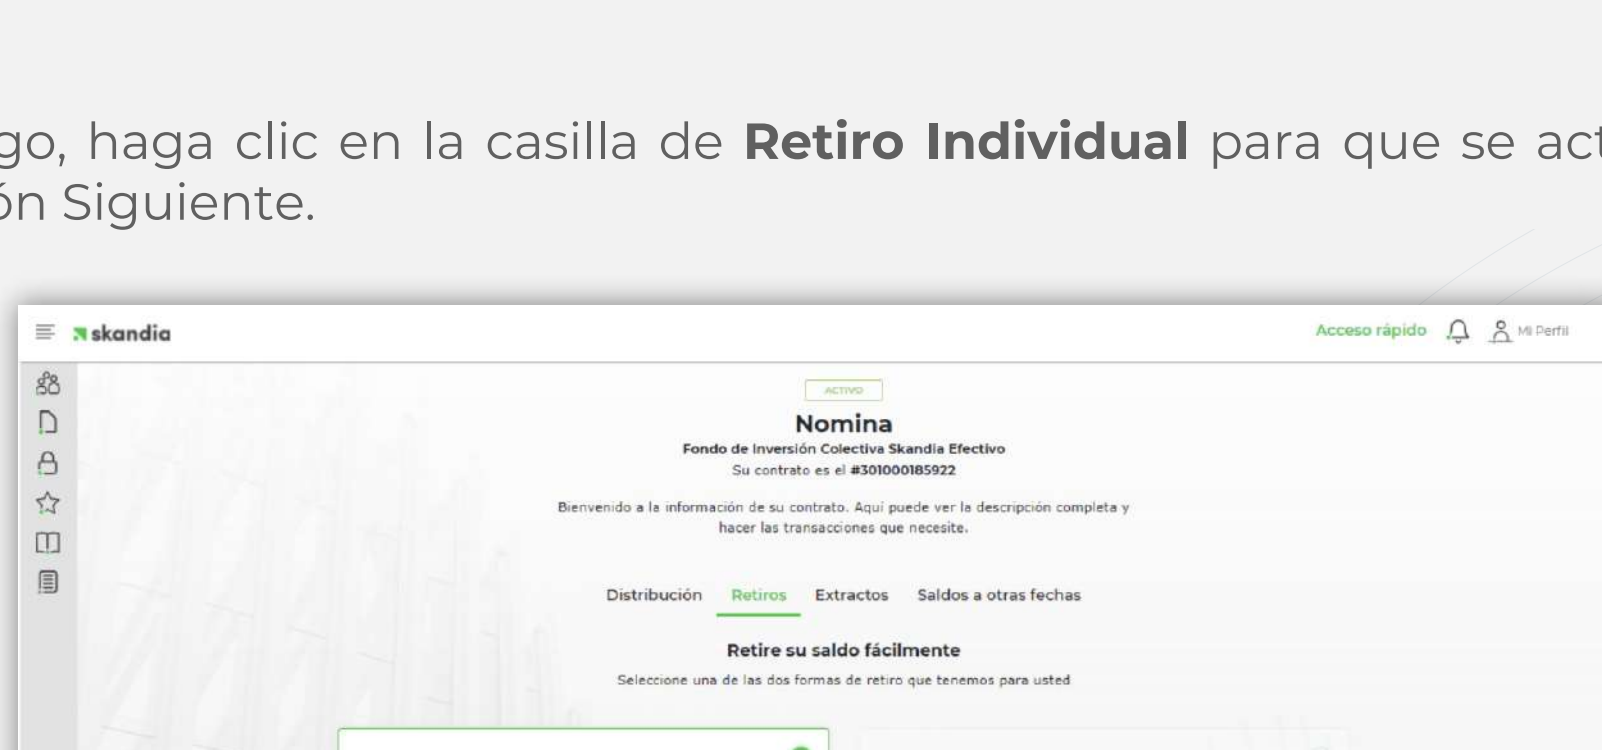 go, haga clic en la casilla de Retiro Individual para que se act
ón Siguiente.
skandia
Acceso rápido
Mi Perfil
ACTIVO
Nomina
Fondo de Inversión Colectiva Skandia Efectivo
Su contrato es el #301000185922
Bienvenido a la información de su contrato. Aquí puede ver la descripción completa y
hacer las transacciones que necesite.
Distribución Retiros Extractos Saldos a otras fechas
Retire su saldo fácilmente
Seleccione una de las dos formas de retiro que tenemos para usted